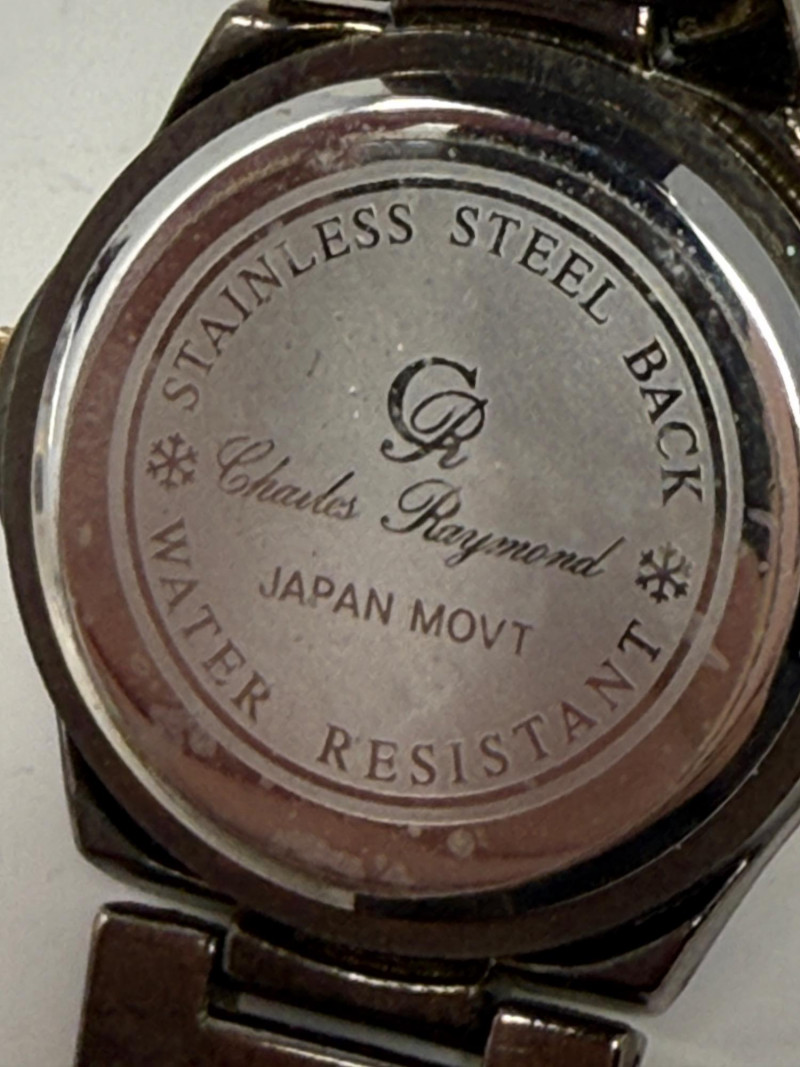 STAINLESS STEEL BACK
CR
Charles Raymond
JAPAN MOVT
WATER RESISTANT